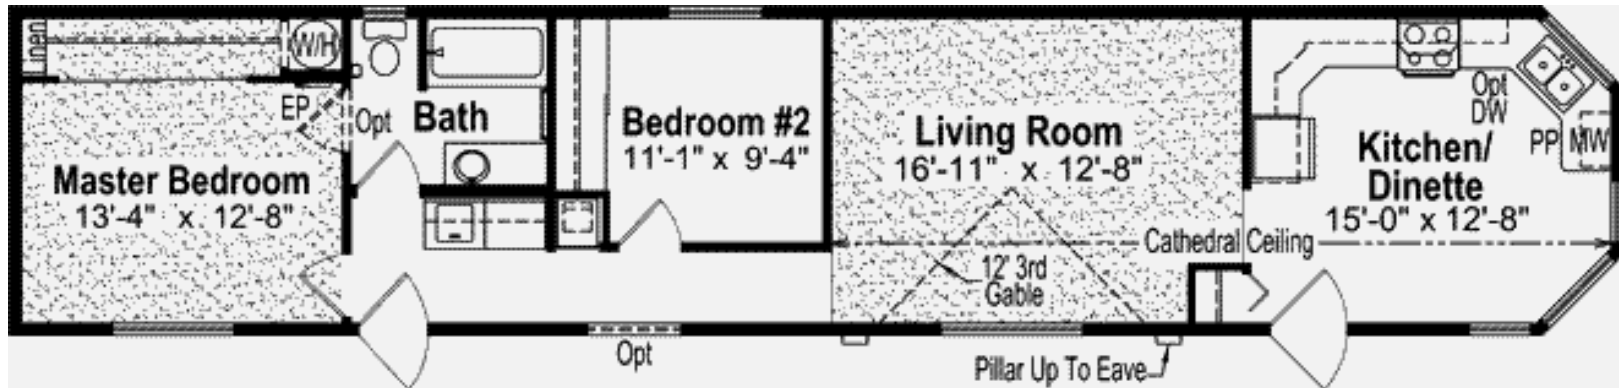 Linen
W/H
EP
Opt
Bath
Master Bedroom
13'-4" x 12'-8"
Bedroom #2
11'-1" x 9'-4"
Living Room
16'-11" x 12'-8"
Opt
DW
PP
MW
Kitchen/
Dinette
15'-0" x 12'-8"
Cathedral Ceiling
12' 3rd
Gable
Opt
Pillar Up To Eave